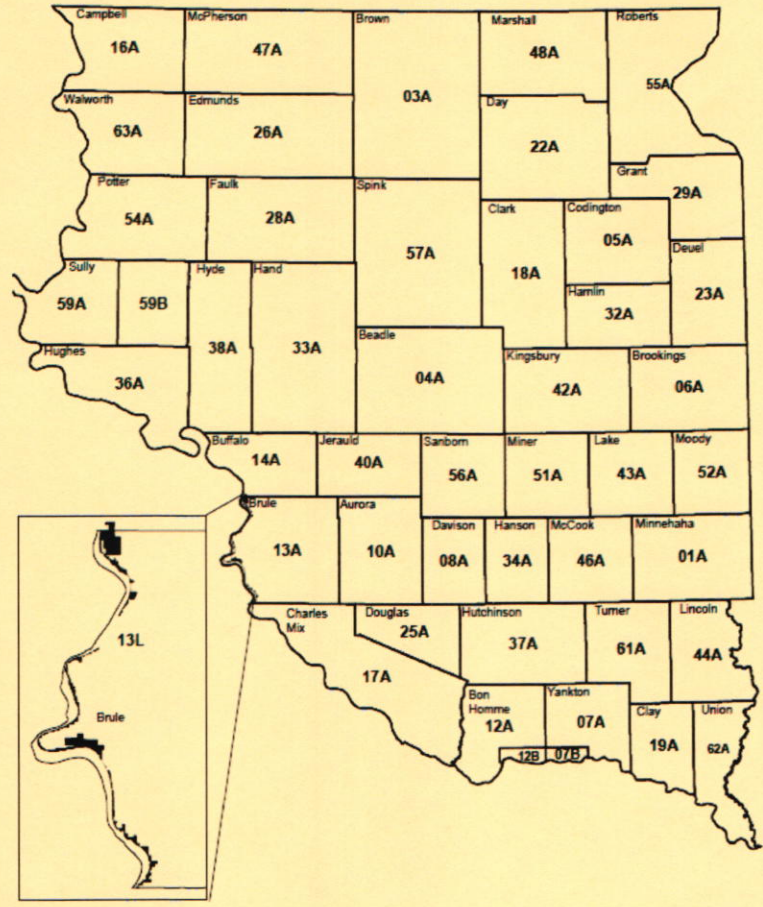 Campbell
16A
McPherson
47A
Brown
03A
Marshall
48A
Roberts
55A
Walworth
63A
Edmunds
26A
Day
22A
Grant
29A
Potter
54A
Faulk
28A
Spink
57A
Clark
18A
Codington
05A
Deuel
23A
Hamlin
32A
Sully
59A
59B
Hyde
38A
Hand
33A
Beadle
04A
Kingsbury
42A
Brookings
06A
Hughes
36A
Buffalo
14A
Jerauld
40A
Sanborn
56A
Miner
51A
Lake
43A
Moody
52A
Brule
13A
Aurora
10A
Davison
08A
Hanson
34A
McCook
46A
Minnehaha
01A
Charles
Mix
17A
Douglas
25A
Hutchinson
37A
Turner
61A
Lincoln
44A
Bon
Homme
12A
Yankton
07A
Clay
19A
Union
62A
12B
07B
13L
Brule